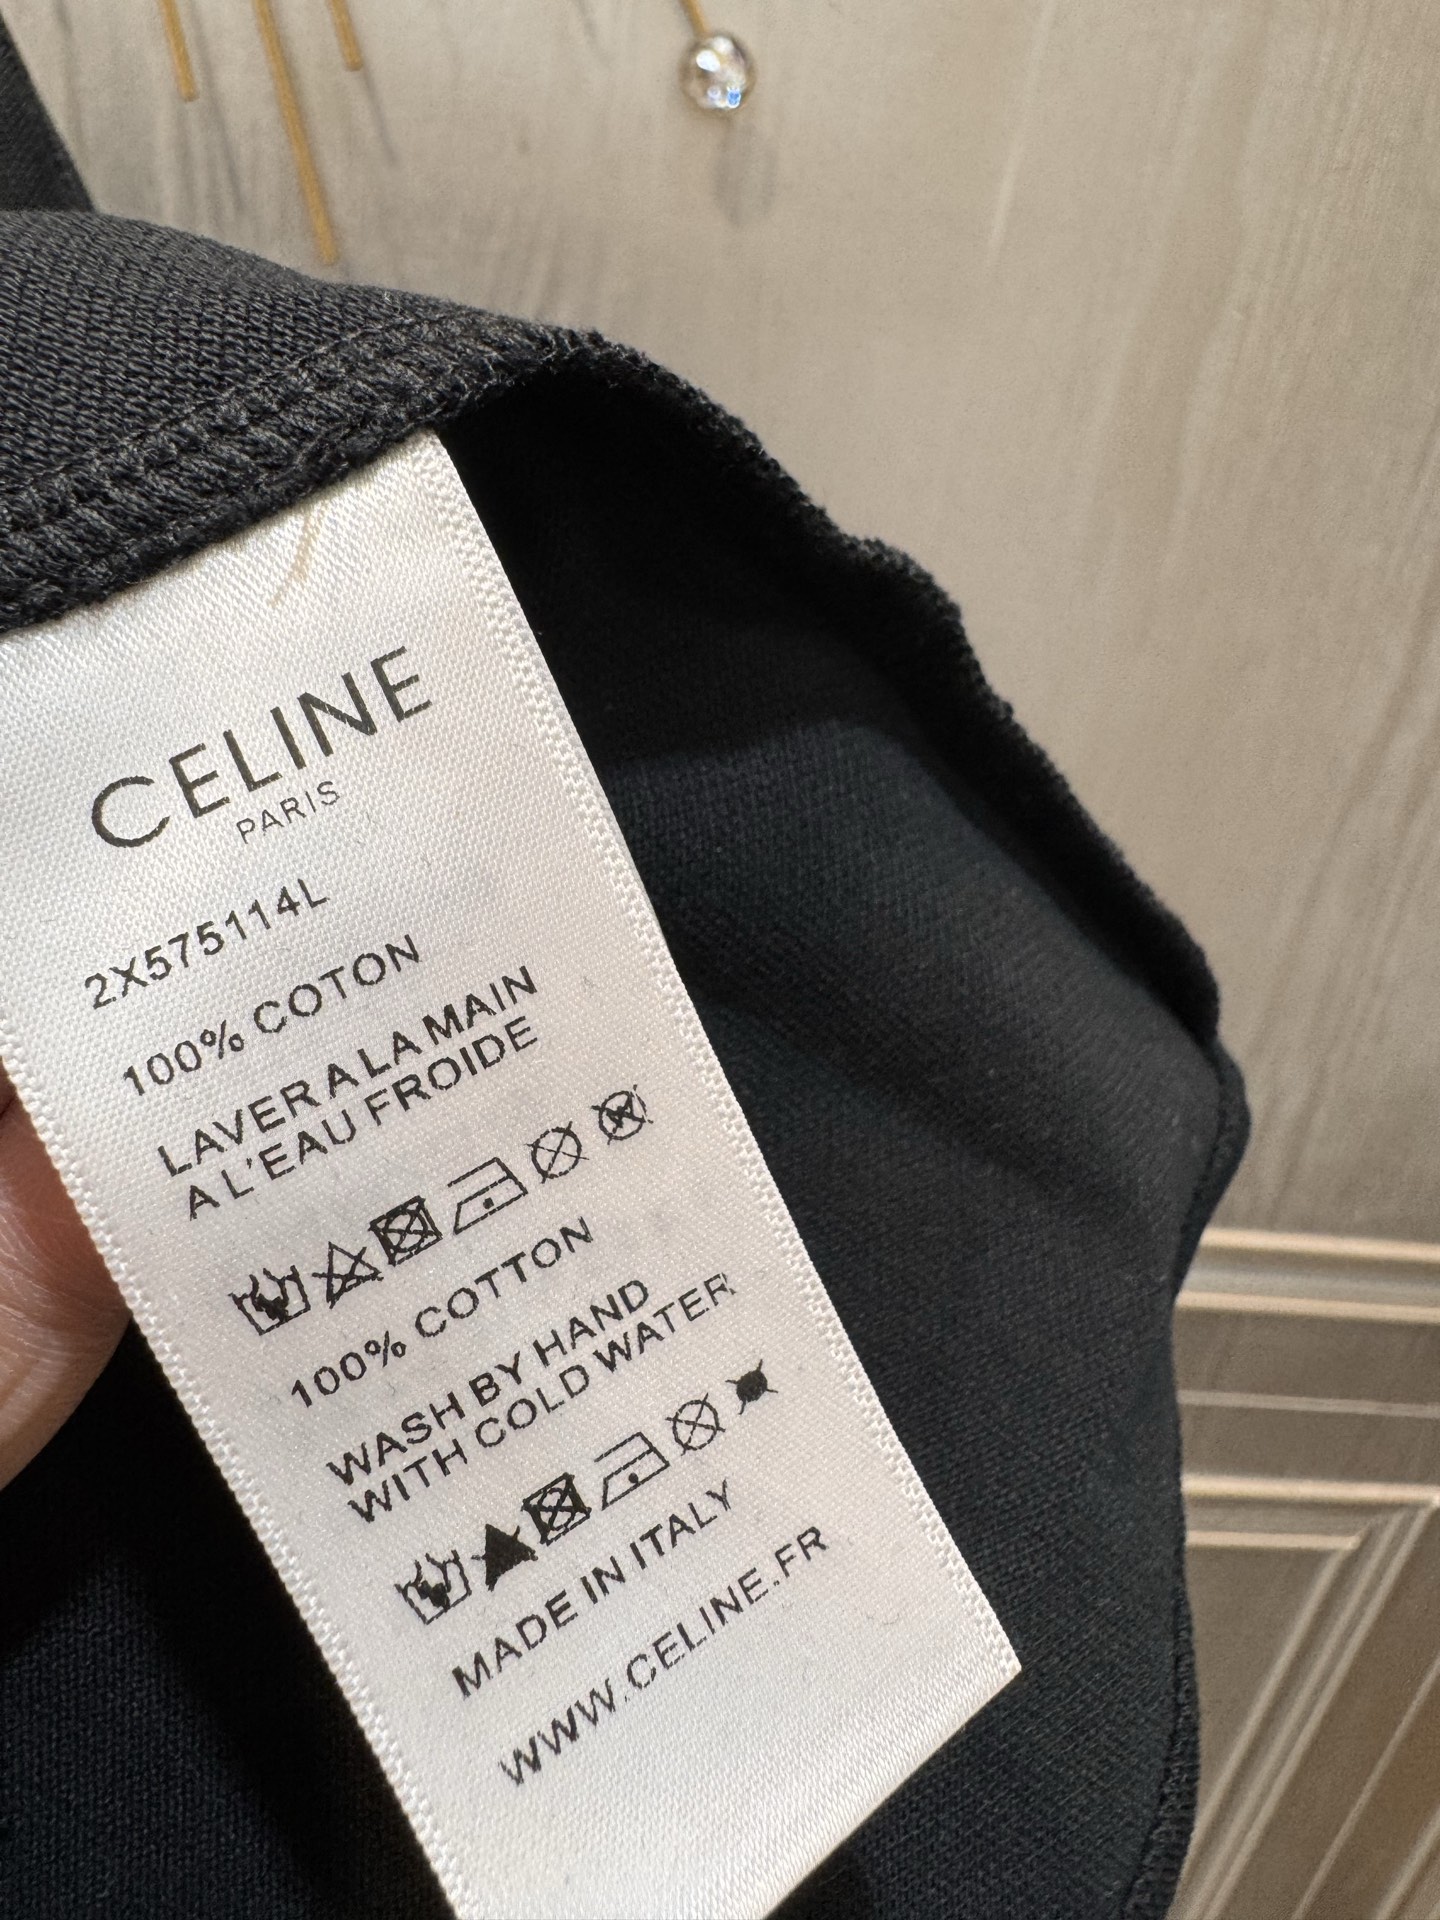 CELINE
PARIS
2X575114L
100% COTON
LAVER A LA MAIN
A L'EAU FROIDE
100% COTTON
WASH BY HAND
WITH COLD WATER
MADE IN ITALY
WWW.CELINE.FR